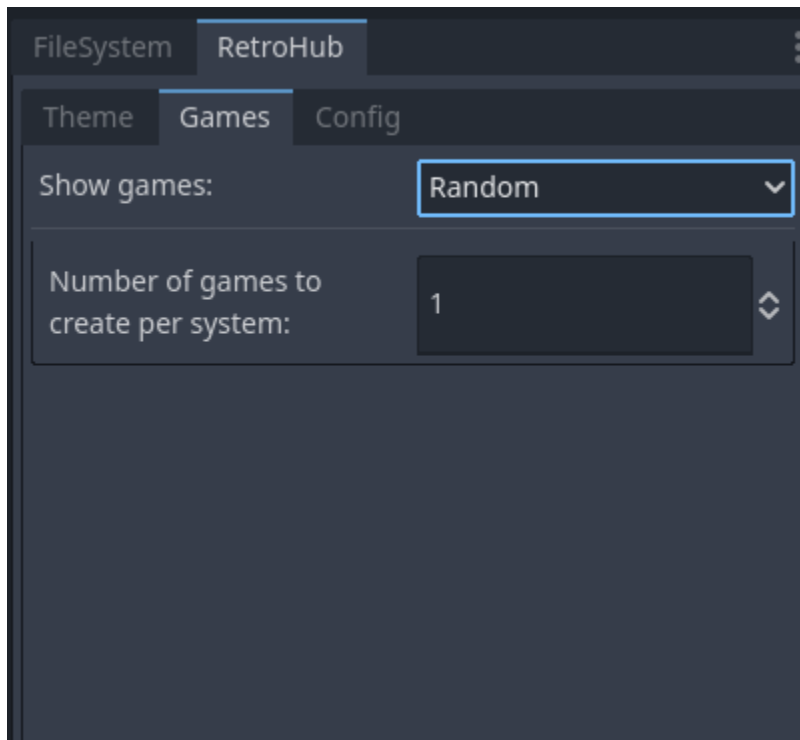 FileSystem RetroHub
Theme Games Config
Show games: Random
Number of games to
create per system:
1